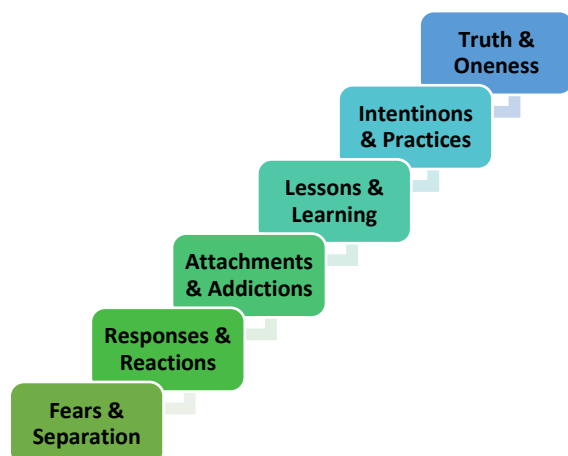 Truth &
Oneness
Intentinons
& Practices
Lessons &
Learning
Attachments
& Addictions
Responses &
Reactions
Fears &
Separation